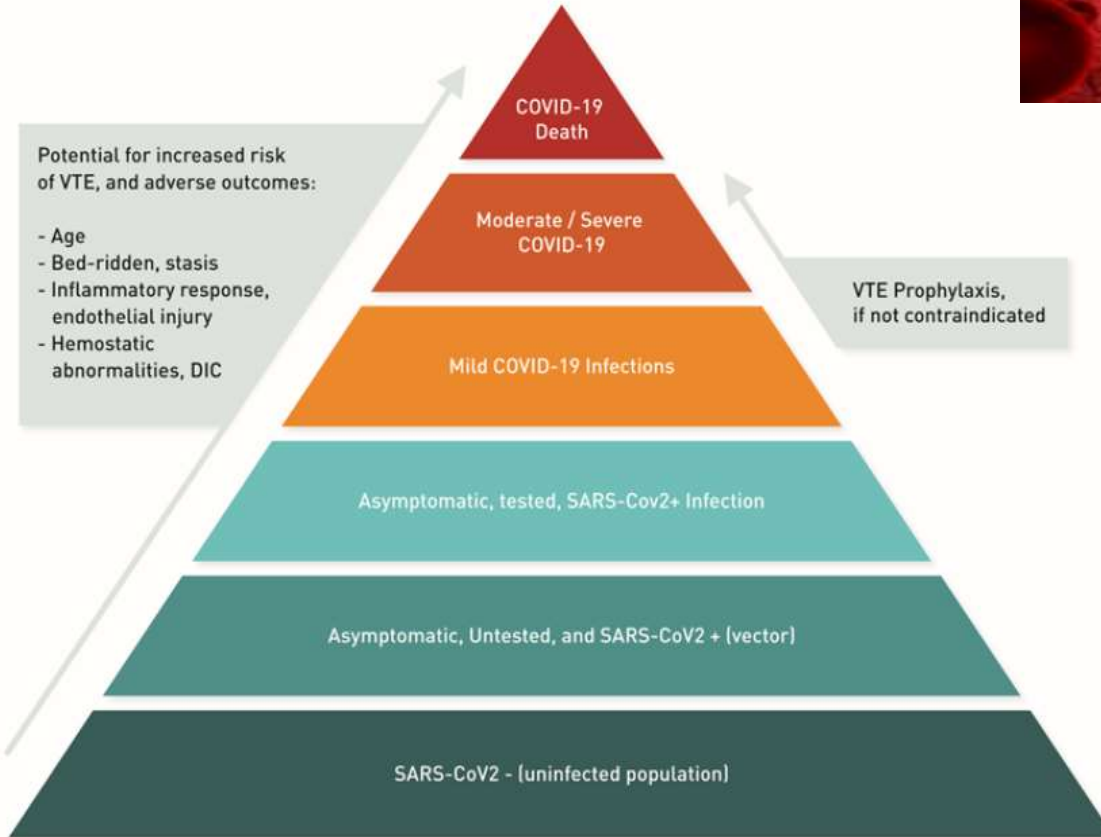 COVID-19
Death
Potential for increased risk
of VTE, and adverse outcomes:
- Age
- Bed-ridden, stasis
- Inflammatory response,
endothelial injury
- Hemostatic
abnormalities, DIC
Moderate / Severe
COVID-19
VTE Prophylaxis,
if not contraindicated
Mild COVID-19 Infections
Asymptomatic, tested, SARS-Cov2+ Infection
Asymptomatic, Untested, and SARS-CoV2 + (vector)
SARS-CoV2 - (uninfected population)